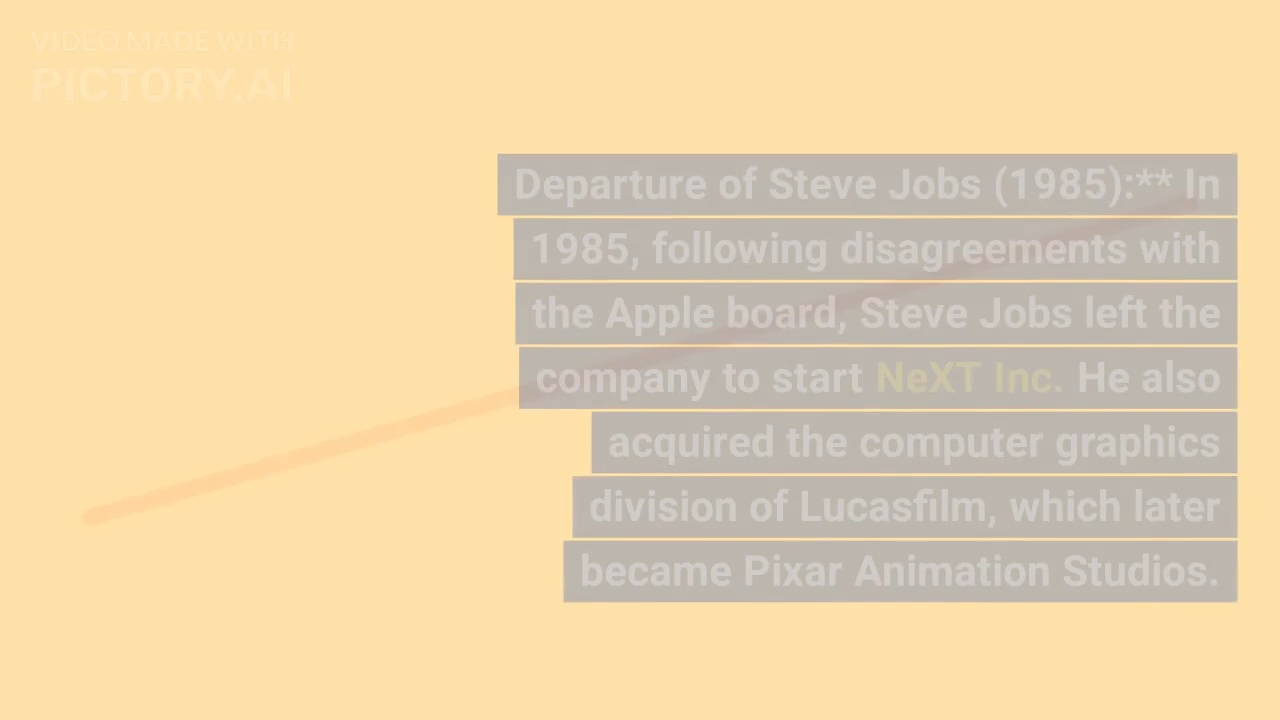 VIDEO MADE WITH
PICTORY.AI
Departure of Steve Jobs (1985):** In
1985, following disagreements with
the Apple board, Steve Jobs left the
company to start NeXT Inc. He also
acquired the computer graphics
division of Lucasfilm, which later
became Pixar Animation Studios.